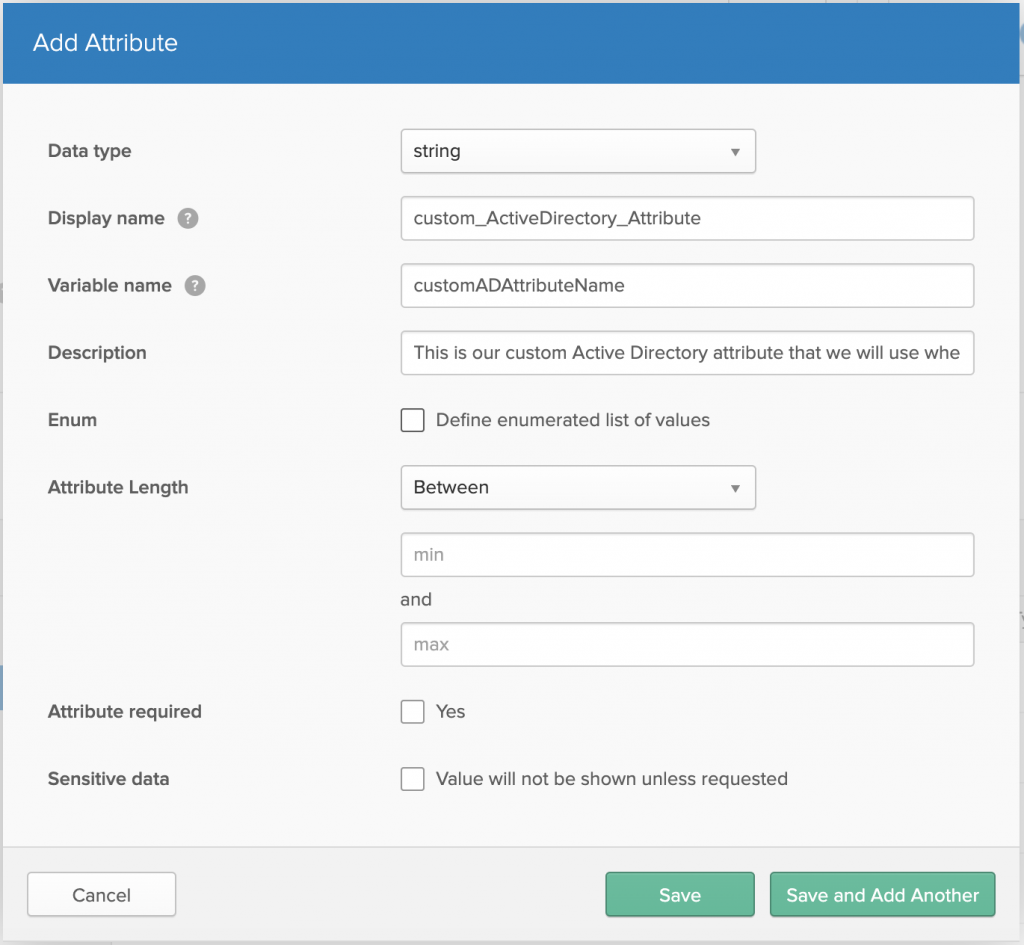 Add Attribute
Data type
string
Display name ?
custom_ActiveDirectory_Attribute
Variable name ?
customADAttributeName
Description
This is our custom Active Directory attribute that we will use whe
Enum
Define enumerated list of values
Attribute Length
Between
min
and
max
Attribute required
Yes
Sensitive data
Value will not be shown unless requested
Cancel
Save
Save and Add Another